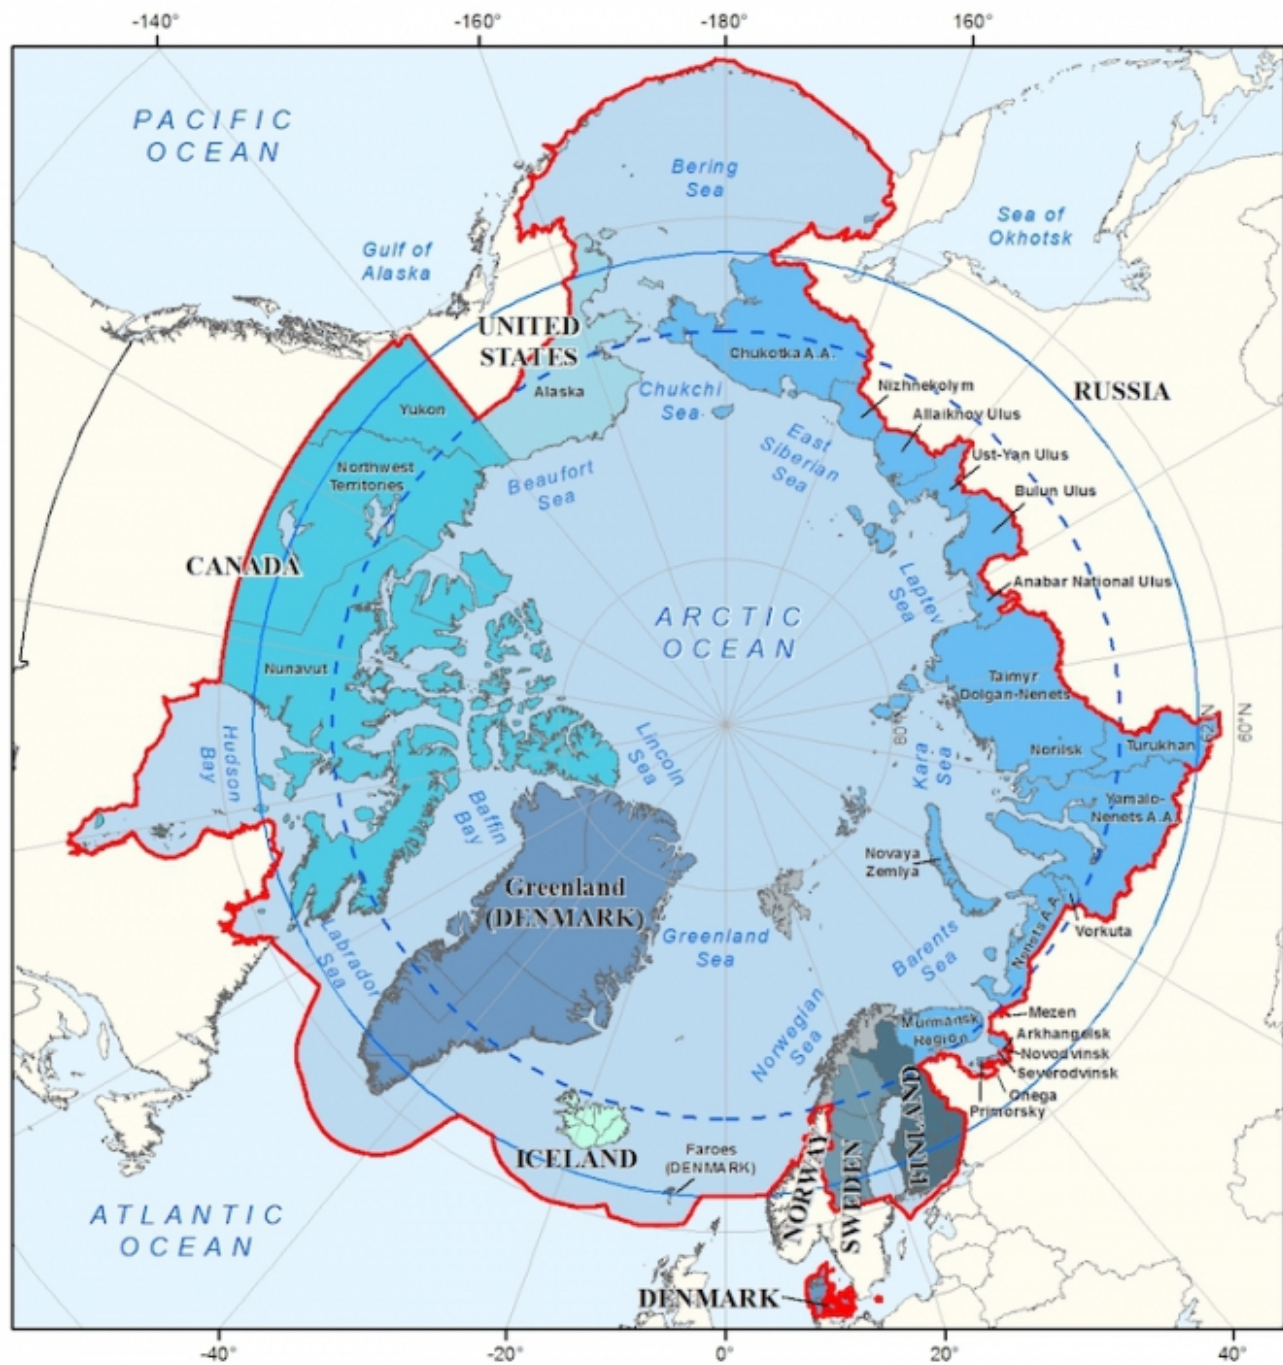 -140°
-160°
-180°
160°
PACIFIC
OCEAN
Bering
Sea
Sea of
Okhotsk
Gulf of
Alaska
UNITED
STATES
Chukotka A.A.
Alaska
Chukchi
Sea
Nizhnekolym
RUSSIA
Yukon
Allaikhov Ulus
East
Siberian
Sea
Ust-Yan Ulus
Northwest
Territories
Beaufort
Sea
Bulun Ulus
CANADA
Laptev
Sea
Anabar National Ulus
ARCTIC
OCEAN
Nunavut
Taimyr
Dolgan-Nenets
Hudson
Bay
Lincoln
Sea
80°N
Kara
Sea
Norilsk
Turukhan
62°N
60°N
Baffin
Bay
Yamalo-
Nenets A.A.
Novaya
Zemlya
Greenland
(DENMARK)
Greenland
Sea
Barents
Sea
Nenets A.A.
Vorkuta
Labrador
Sea
Norwegian
Sea
Murmansk
Region
Mezen
Arkhangelsk
Novodvinsk
Severodvinsk
Onega
Primorsky
ICELAND
Faroes
(DENMARK)
NORWAY
SWEDEN
FINLAND
ATLANTIC
OCEAN
DENMARK
-40°
-20°
0°
20°
40°